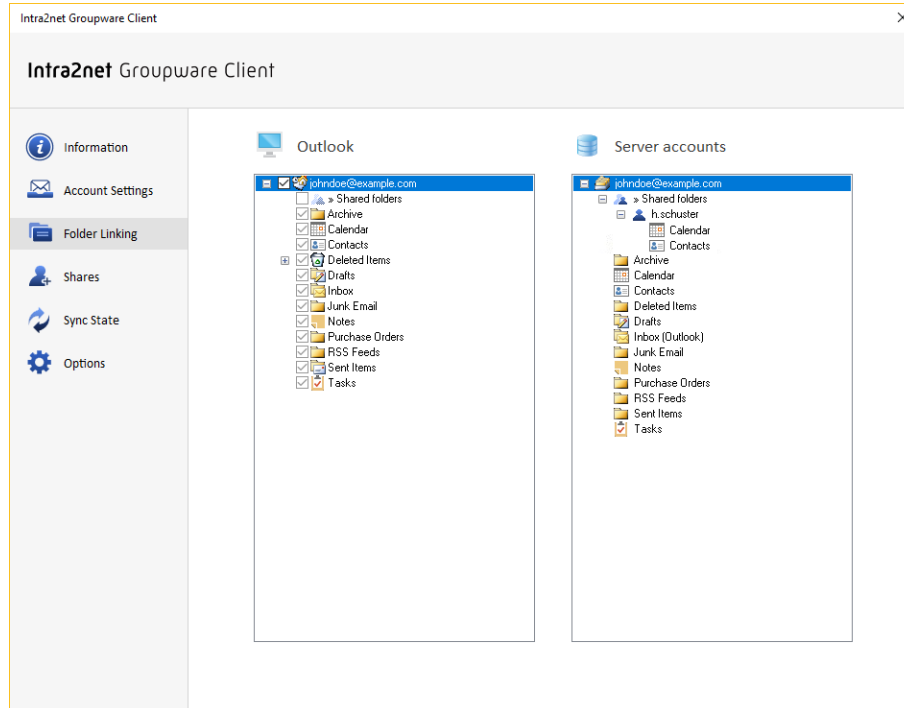 Intra2net Groupware Client
Intra2net Groupware Client
Information
Account Settings
Folder Linking
Shares
Sync State
Options
Outlook
johndoe@example.com
» Shared folders
Archive
Calendar
Contacts
Deleted Items
Drafts
Inbox
Junk Email
Notes
Purchase Orders
RSS Feeds
Sent Items
Tasks
Server accounts
johndoe@example.com
» Shared folders
h.schuster
Calendar
Contacts
Archive
Calendar
Contacts
Deleted Items
Drafts
Inbox (Outlook)
Junk Email
Notes
Purchase Orders
RSS Feeds
Sent Items
Tasks